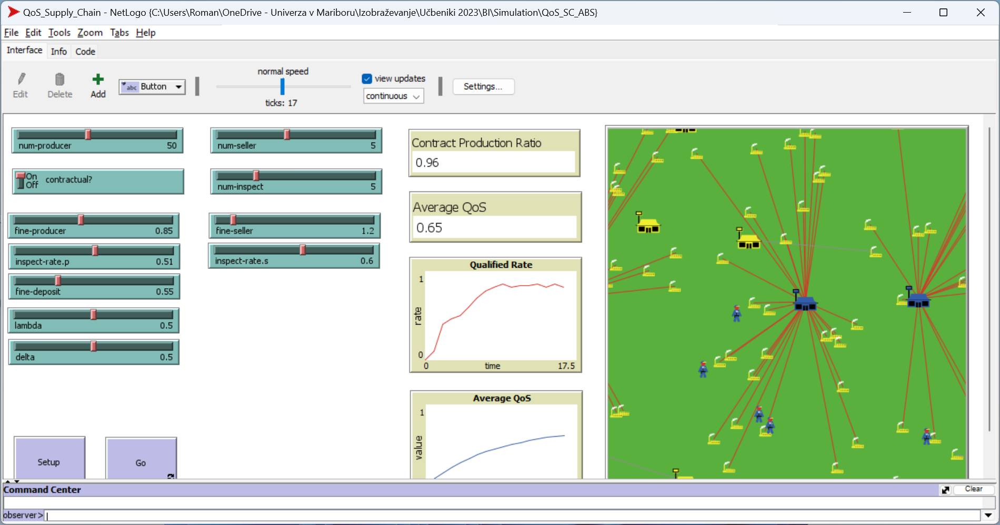 QoS_Supply_Chain - NetLogo {C:\Users\Roman\OneDrive - Univerza v Mariboru\Izobraževanje\Učbeniki 2023\BI\Simulation\QoS_SC_ABS}
File Edit Tools Zoom Tabs Help
Interface Info Code
Edit
Delete
Add
abc Button
normal speed
ticks: 17
view updates
continuous
Settings...
num-producer 50
num-seller 5
On
Off
contractual?
num-inspect 5
fine-producer 0.85
fine-seller 1.2
inspect-rate.p 0.51
inspect-rate.s 0.6
fine-deposit 0.55
lambda 0.5
delta 0.5
Setup
Go
Contract Production Ratio
0.96
Average QoS
0.65
Qualified Rate
1
rate
0
0 time 17.5
Average QoS
1
value
Command Center
Clear
observer>